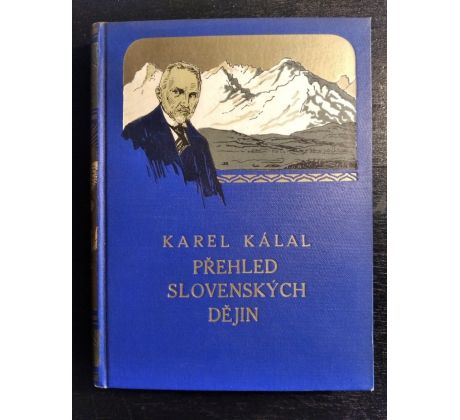 KAREL KÁLAL
PŘEHLED
SLOVENSKÝCH
DĚJIN